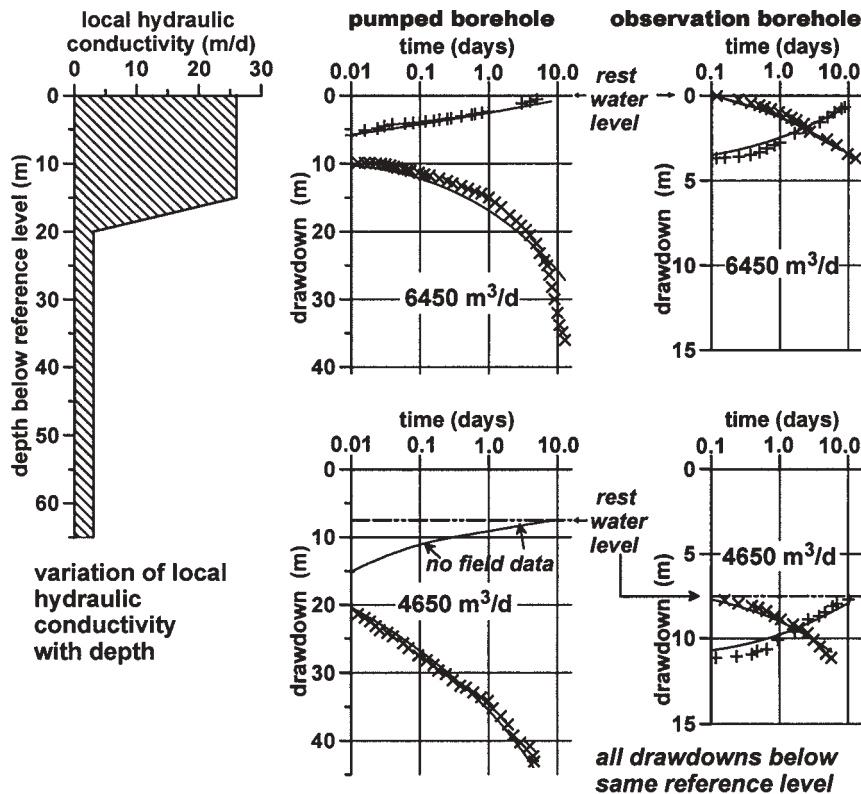 local hydraulic
conductivity (m/d)
0 10 20 30
0
10
20
30
40
50
60
depth below reference level (m)
variation of local
hydraulic
conductivity
with depth
pumped borehole
time (days)
0.01 0.1 1.0 10.0
0
10
20
30
40
drawdown (m)
6450 m³/d
rest
water
level
observation borehole
time (days)
0.1 1.0 10.0
0
5
10
15
drawdown (m)
6450 m³/d
time (days)
0.01 0.1 1.0 10.0
0
10
20
30
40
drawdown (m)
no field data
4650 m³/d
rest
water
level
time (days)
0.1 1.0 10.0
0
5
10
15
drawdown (m)
4650 m³/d
all drawdowns below
same reference level